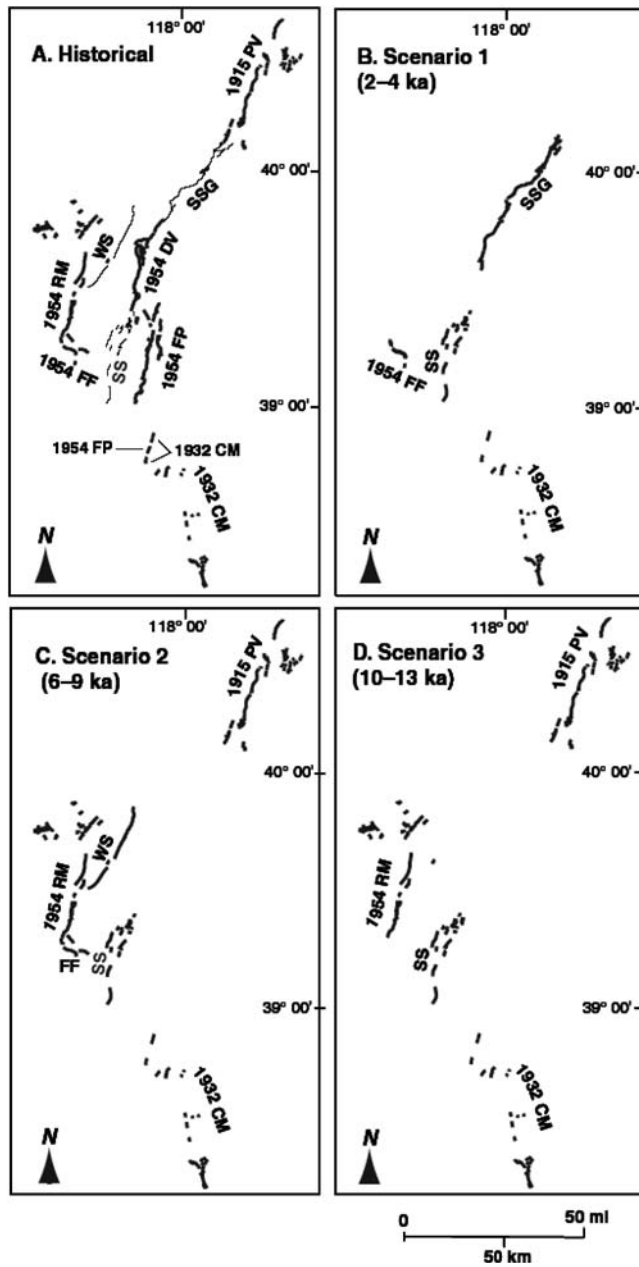 118° 00'
A. Historical
1915 PV
40° 00'
SSG
WS
1954 DV
1954 RM
1954 FP
1954 FF
SS
39° 00'
1954 FP
1932 CM
1932 CM
N
118° 00'
B. Scenario 1
(2–4 ka)
40° 00'
SSG
SS
1954 FF
39° 00'
1932 CM
N
118° 00'
C. Scenario 2
(6–9 ka)
1915 PV
40° 00'
WS
1954 RM
FF
SS
39° 00'
1932 CM
N
118° 00'
D. Scenario 3
(10–13 ka)
1915 PV
40° 00'
1954 RM
SS
39° 00'
1932 CM
N
0
50 mi
50 km